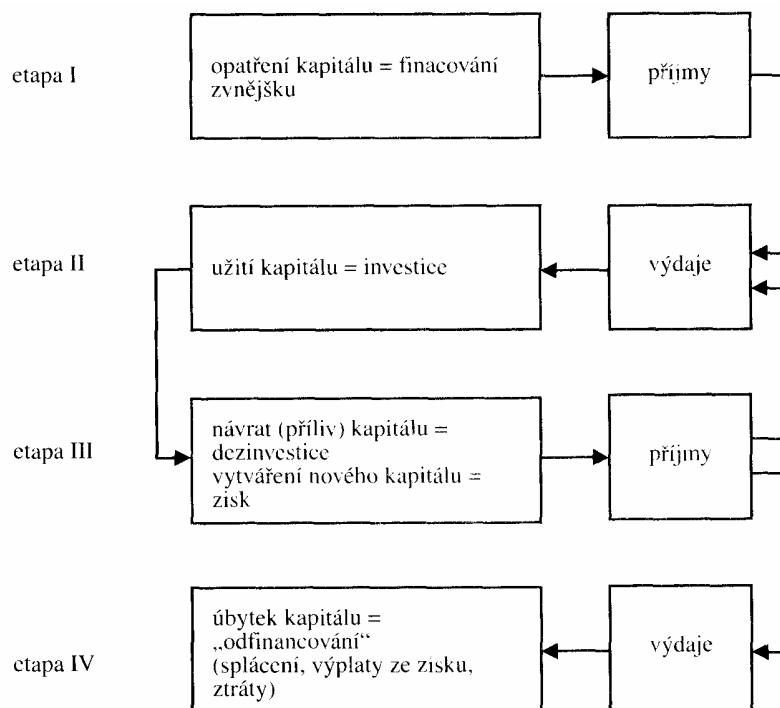 etapa I
opatření kapitálu = finacování
zvnějšku
příjmy
etapa II
užití kapitálu = investice
výdaje
etapa III
návrat (příliv) kapitálu =
dezinvestice
vytváření nového kapitálu =
zisk
příjmy
etapa IV
úbytek kapitálu =
„odfinancování“
(splácení, výplaty ze zisku,
ztráty)
výdaje